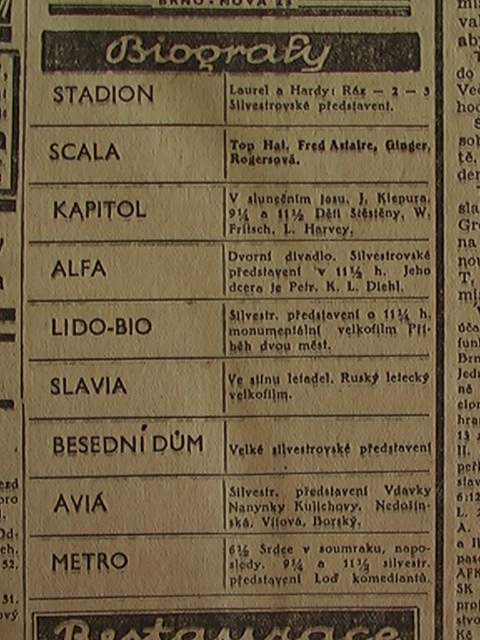 BRNO - NOVÁ 23
Biografy
STADION
Laurel a Hardy: Ráz — 2 — 3
Silvestrovské představení.
SCALA
Top Hat. Fred Astaire, Ginger,
Rogersová.
KAPITOL
V slunečním jasu, J. Kiepura.
9¼ a 11½ Děti Štěstěny, W.
Fritsch, L. Harvey.
ALFA
Dvorní divadlo. Silvestrovské
představení v 11½ h. Jeho
dcera je Petr. K. L. Diehl.
LIDO-BIO
Silvestr. představení o 11¼ h.
monumentální velkofilm Pří-
běh dvou měst.
SLAVIA
Ve stínu letadel. Ruský letecký
velkofilm.
BESEDNÍ DŮM
Velké silvestrovské představení
AVIA
Silvestr. představení Vdavky
Nanynky Kulichovy. Nedošin-
ská, Vítová, Borský.
METRO
6½ Srdce v soumraku, napo-
sledy. 9¼ a 11½ silvestr.
představení Loď komediantů.
Restaurace